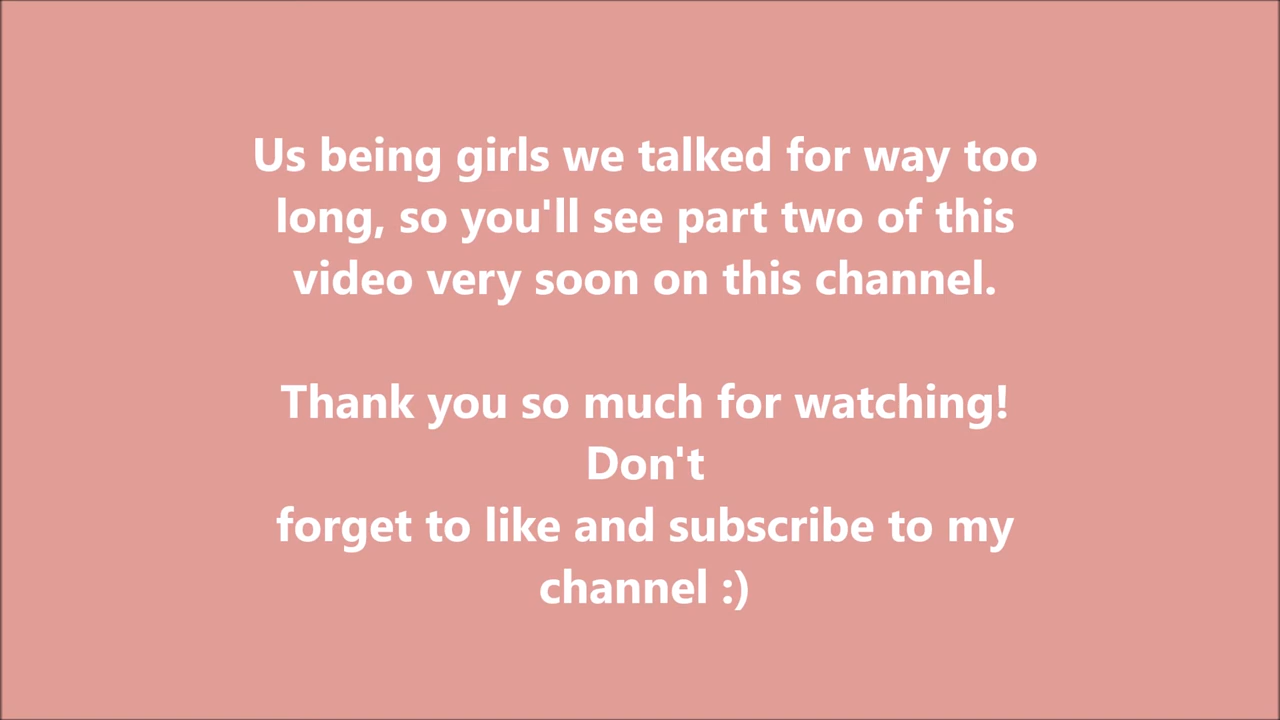 Us being girls we talked for way too
long, so you'll see part two of this
video very soon on this channel.
Thank you so much for watching!
Don't
forget to like and subscribe to my
channel :)